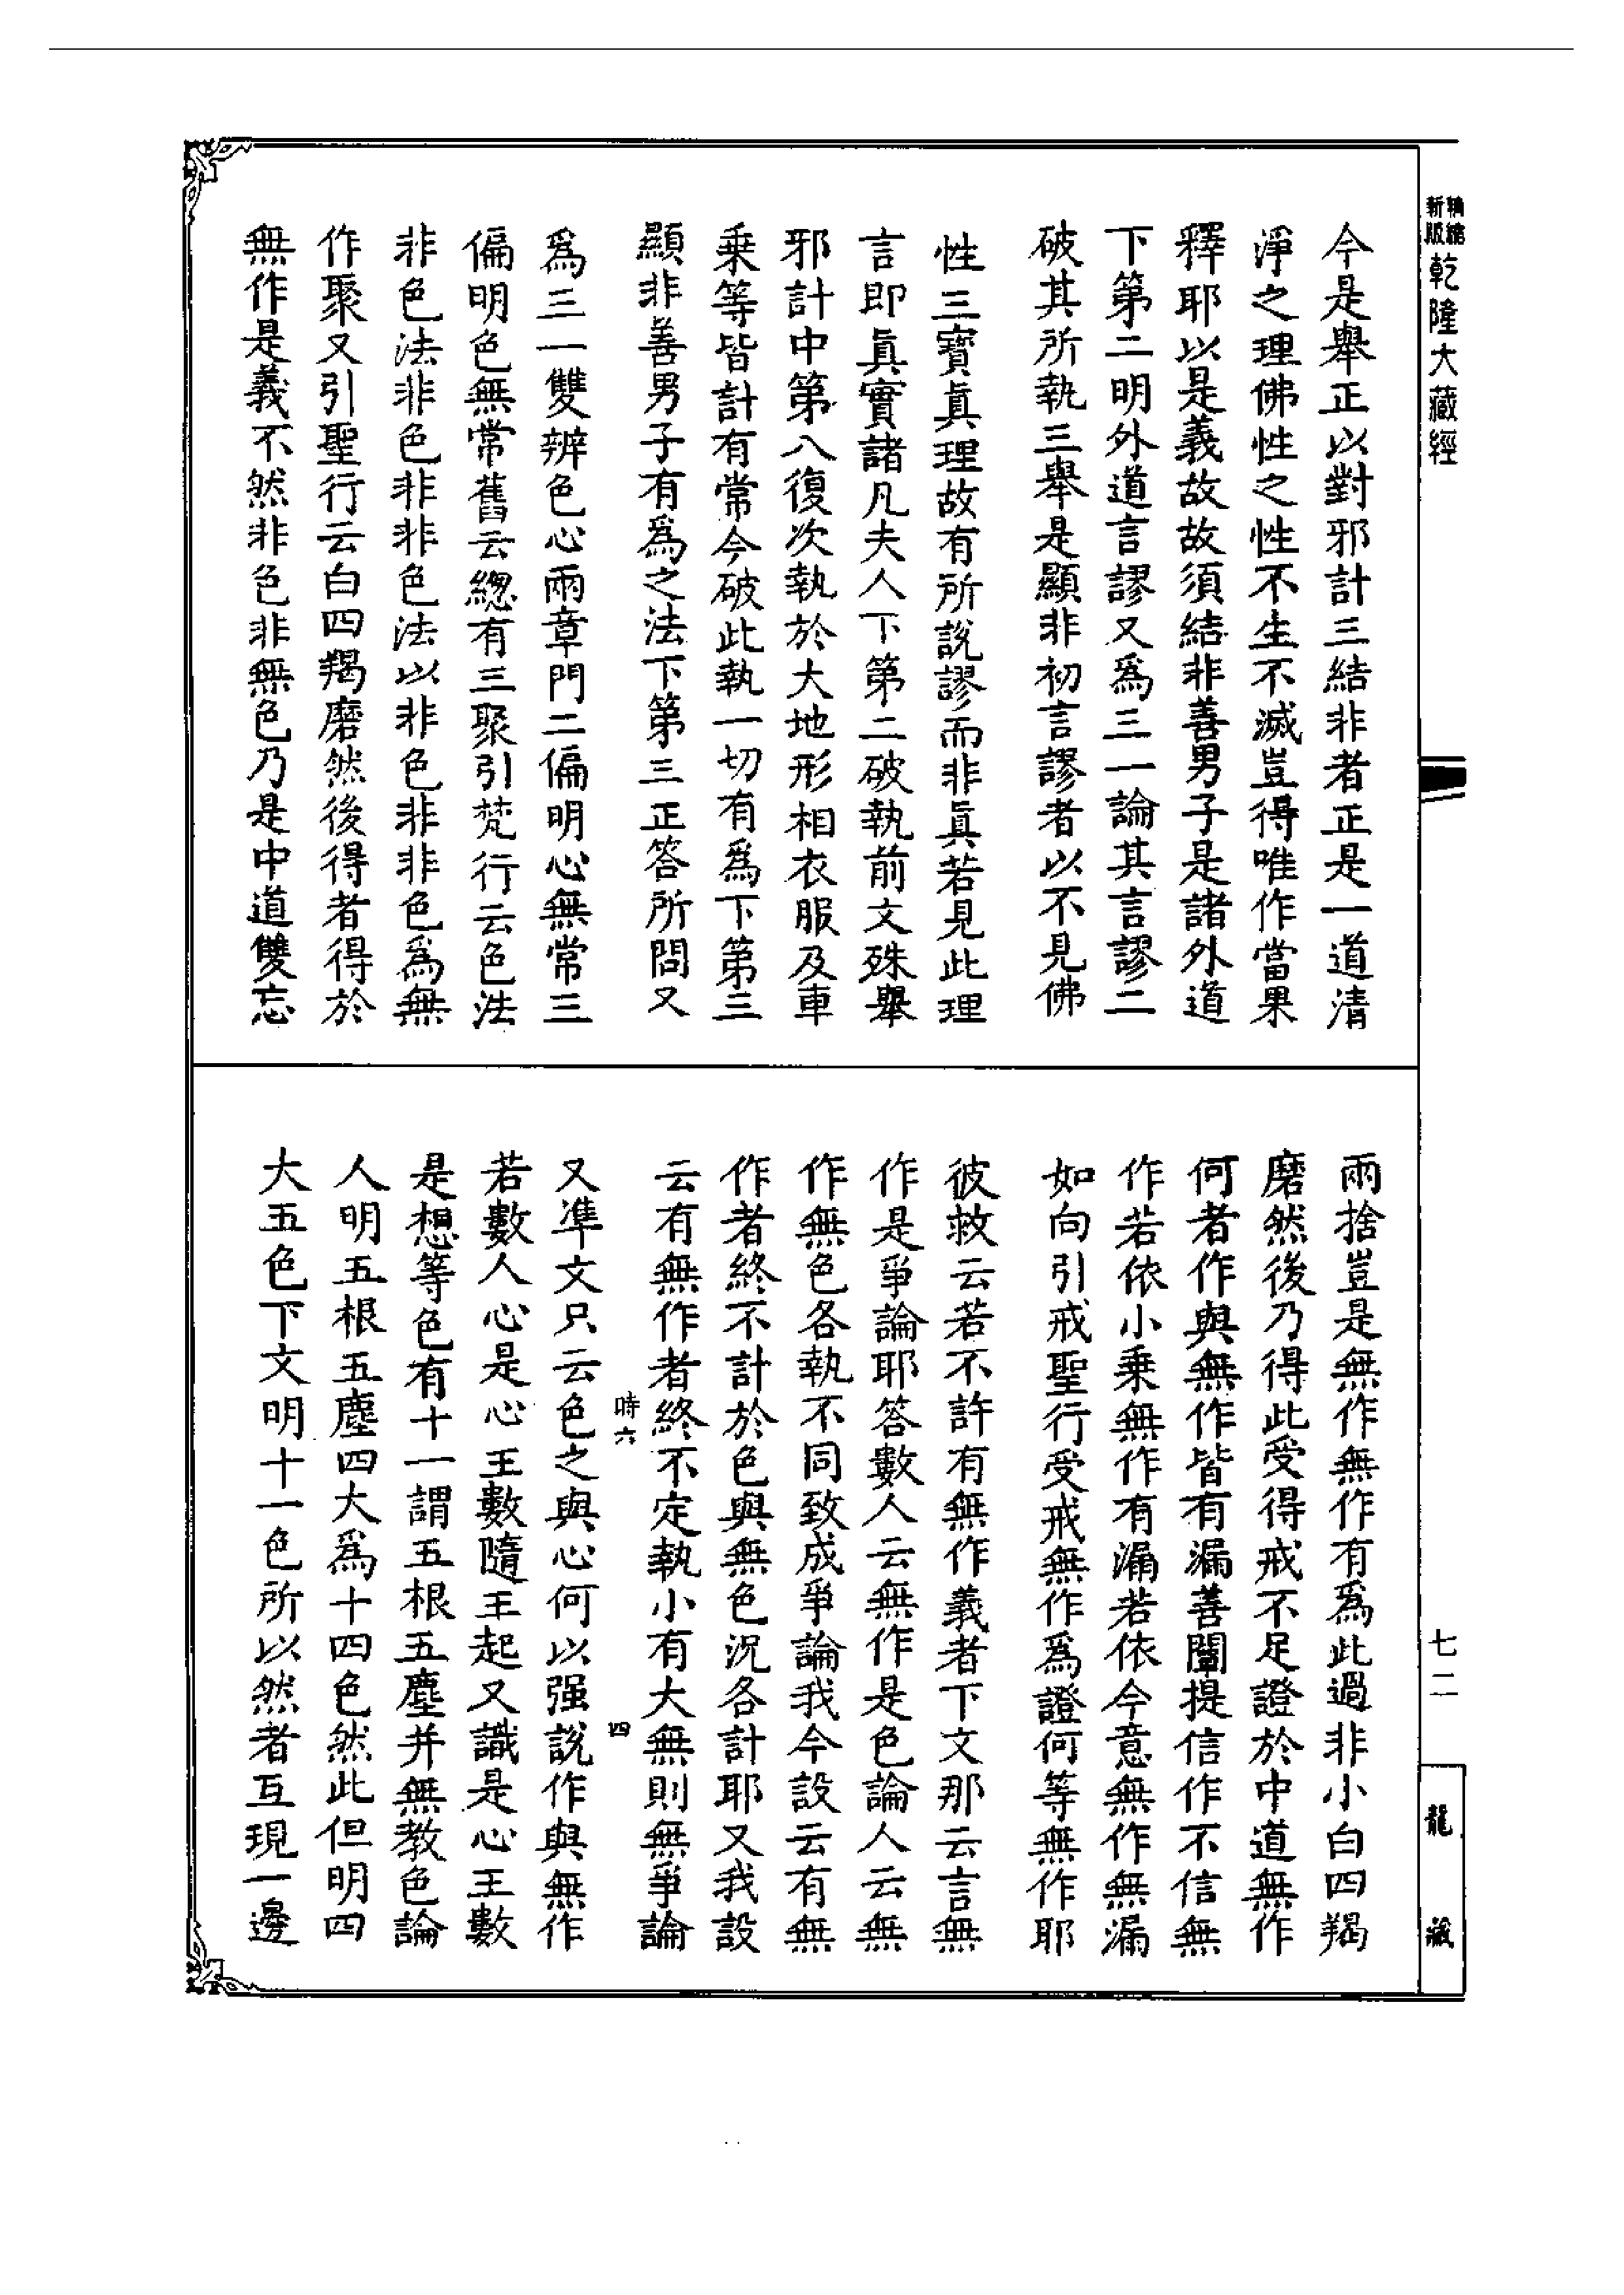 今是舉正以對邪計三結非者正是一道清
淨之理佛性之性不生不滅豈得唯作當果
釋耶以是義故故須結非善男子是諸外道
下第二明外道言謬又爲三一論其言謬二
破其所執三舉是顯非初言謬者以不見佛
性三寶眞理故有所說謬而非眞若見此理
言即眞實諸凡夫人下第二破執前文殊舉
邪計中第八復次執於大地形相衣服及車
乘等皆計有常今破此執一切有爲下第三
顯非善男子有爲之法下第三正答所問又
爲三一雙辨色心兩章門二偏明心無常三
偏明色無常舊云總有三聚引梵行云色法
非色法非色非非色法以非色非非色爲無
作聚又引聖行云白四羯磨然後得者得於
無作是義不然非色非無色乃是中道雙忘
兩捨豈是無作無作有爲此過非小白四羯
磨然後乃得此受得戒不足證於中道無作
何者作與無作皆有漏善闡提信作不信無
作若依小乘無作有漏若依今意無作無漏
如向引戒聖行受戒無作爲證何等無作耶
彼救云若不許有無作義者下文那云言無
作是爭論耶答數人云無作是色論人云無
作無色各執不同致成爭論我今設云有無
作者終不計於色與無色況各計耶又我設
云有無作者終不定執小有大無則無爭論
時六 四
又準文只云色之與心何以强說作與無作
若數人心是心王數隨王起又識是心王數
是想等色有十一謂五根五塵并無教色論
人明五根五塵四大爲十四色然此但明四
大五色下文明十一色所以然者互現一邊
新版精縮乾隆大藏經
七二
龍藏